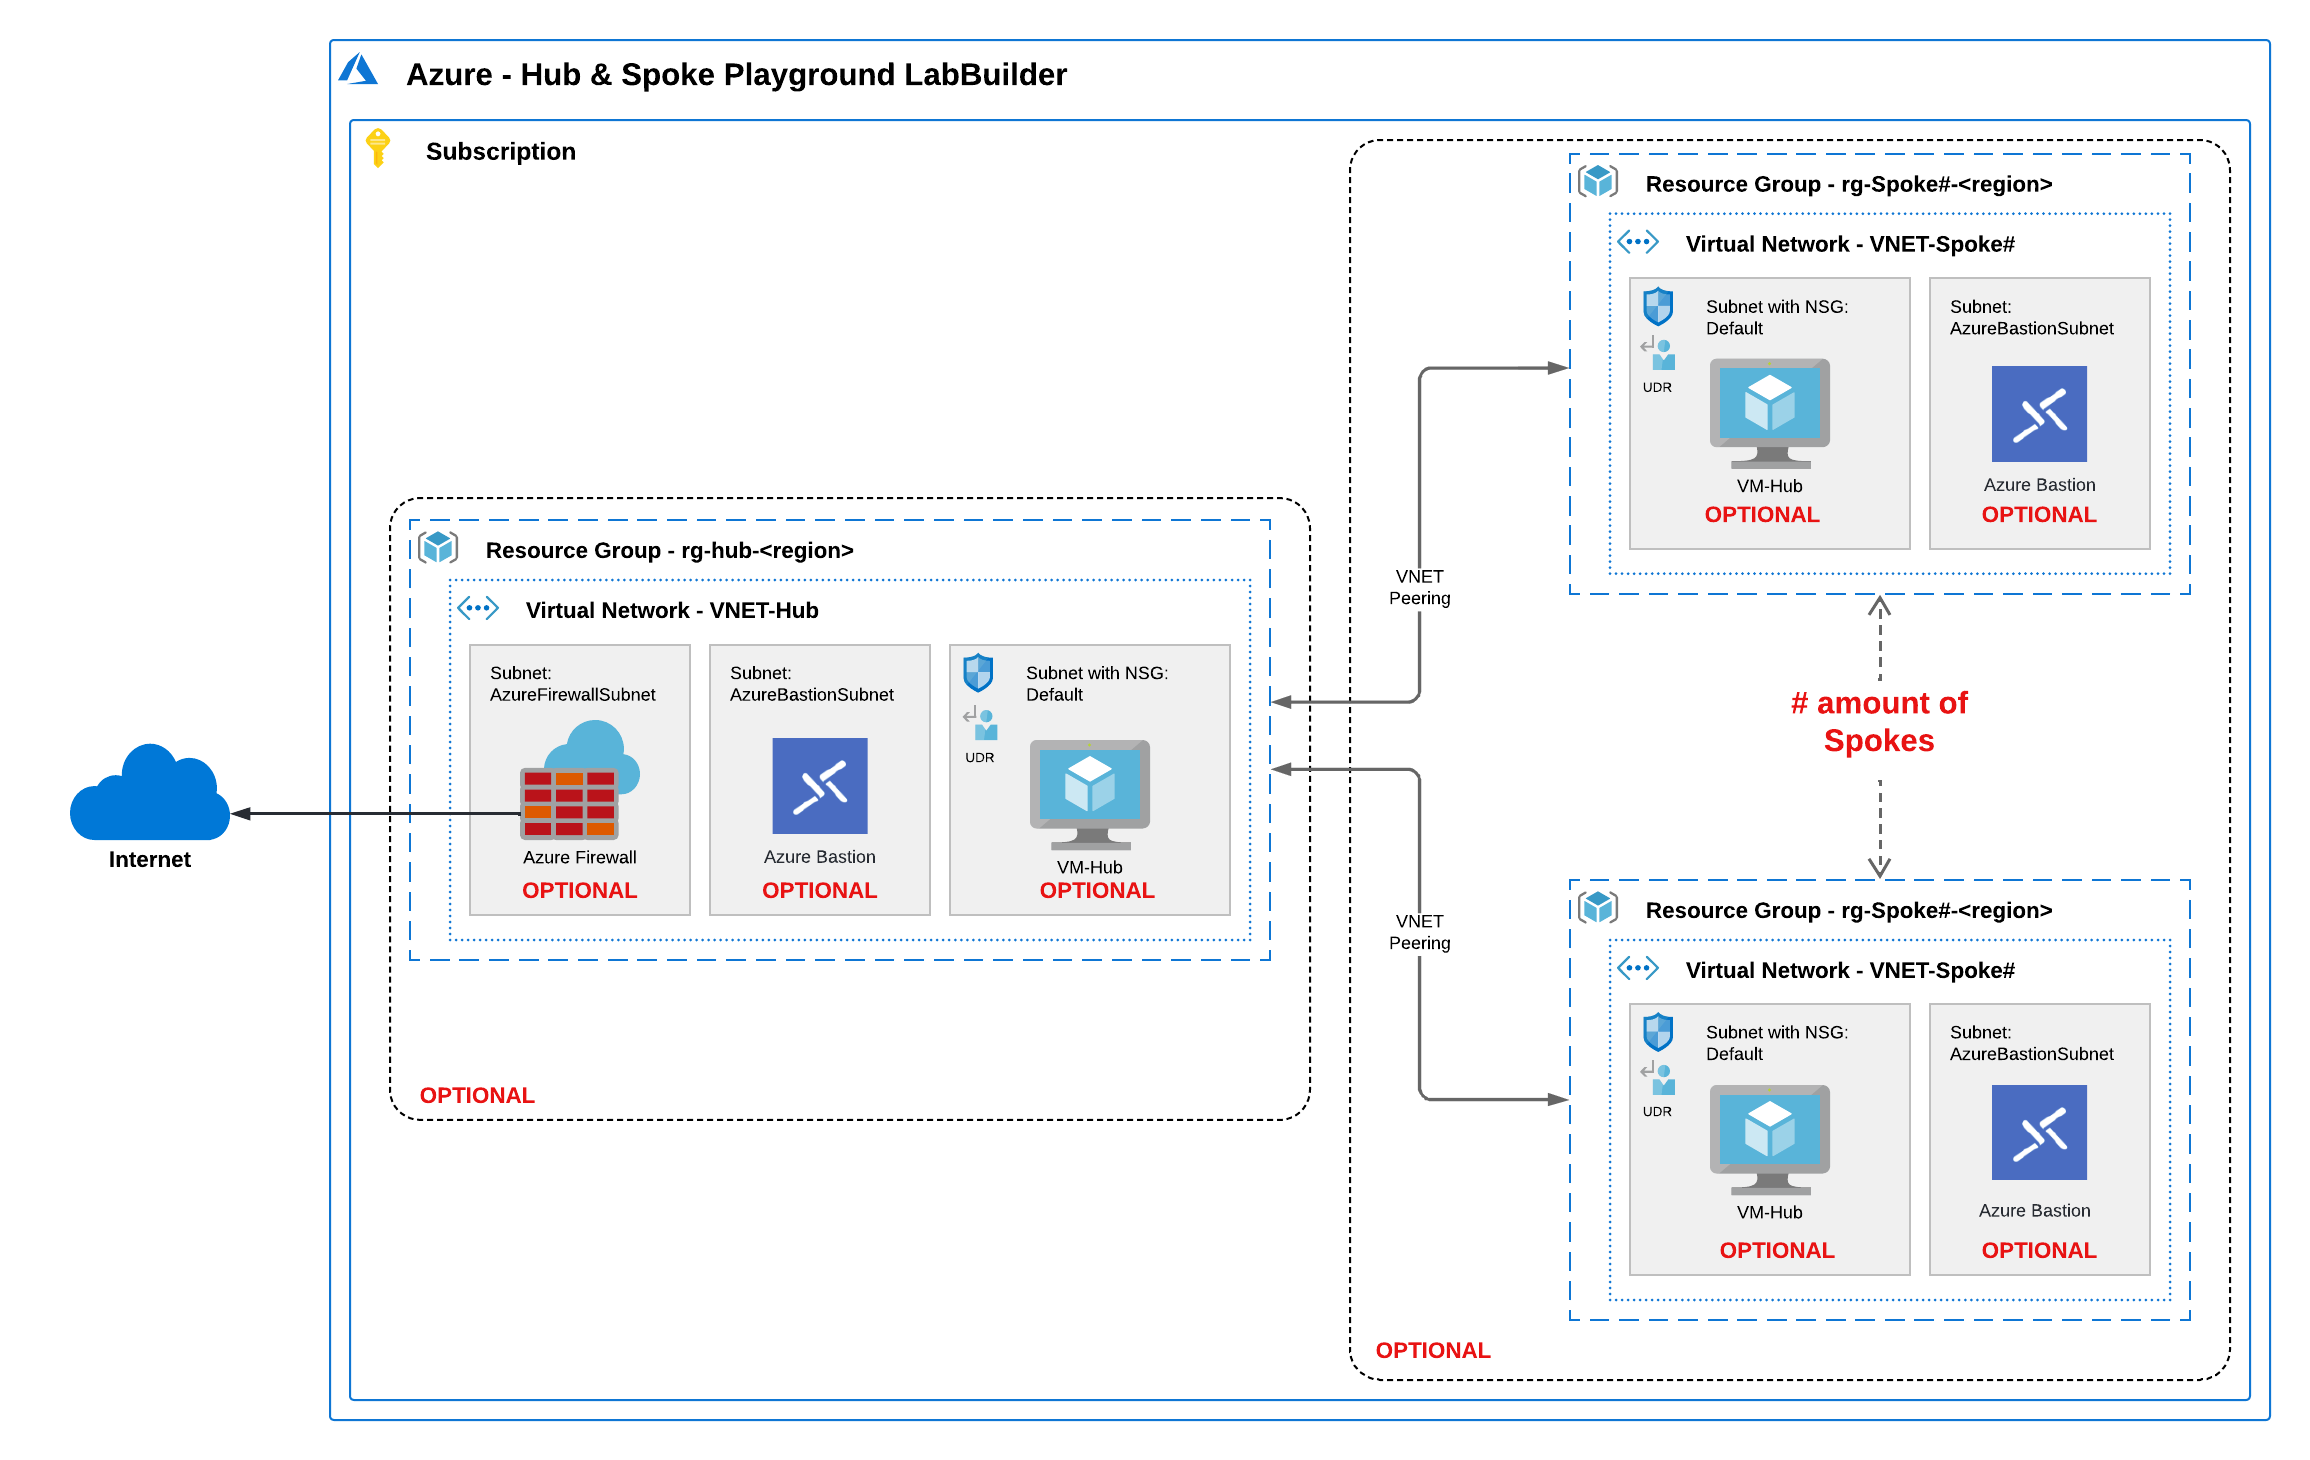 Azure - Hub & Spoke Playground LabBuilder
Subscription
Resource Group - rg-Spoke#-<region>
Virtual Network - VNET-Spoke#
Subnet with NSG:
Default
UDR
VM-Hub
OPTIONAL
Subnet:
AzureBastionSubnet
Azure Bastion
OPTIONAL
VNET
Peering
Resource Group - rg-hub-<region>
Virtual Network - VNET-Hub
Subnet:
AzureFirewallSubnet
Azure Firewall
OPTIONAL
Subnet:
AzureBastionSubnet
Azure Bastion
OPTIONAL
Subnet with NSG:
Default
UDR
VM-Hub
OPTIONAL
OPTIONAL
Internet
# amount of
Spokes
VNET
Peering
Resource Group - rg-Spoke#-<region>
Virtual Network - VNET-Spoke#
Subnet with NSG:
Default
UDR
VM-Hub
OPTIONAL
Subnet:
AzureBastionSubnet
Azure Bastion
OPTIONAL
OPTIONAL